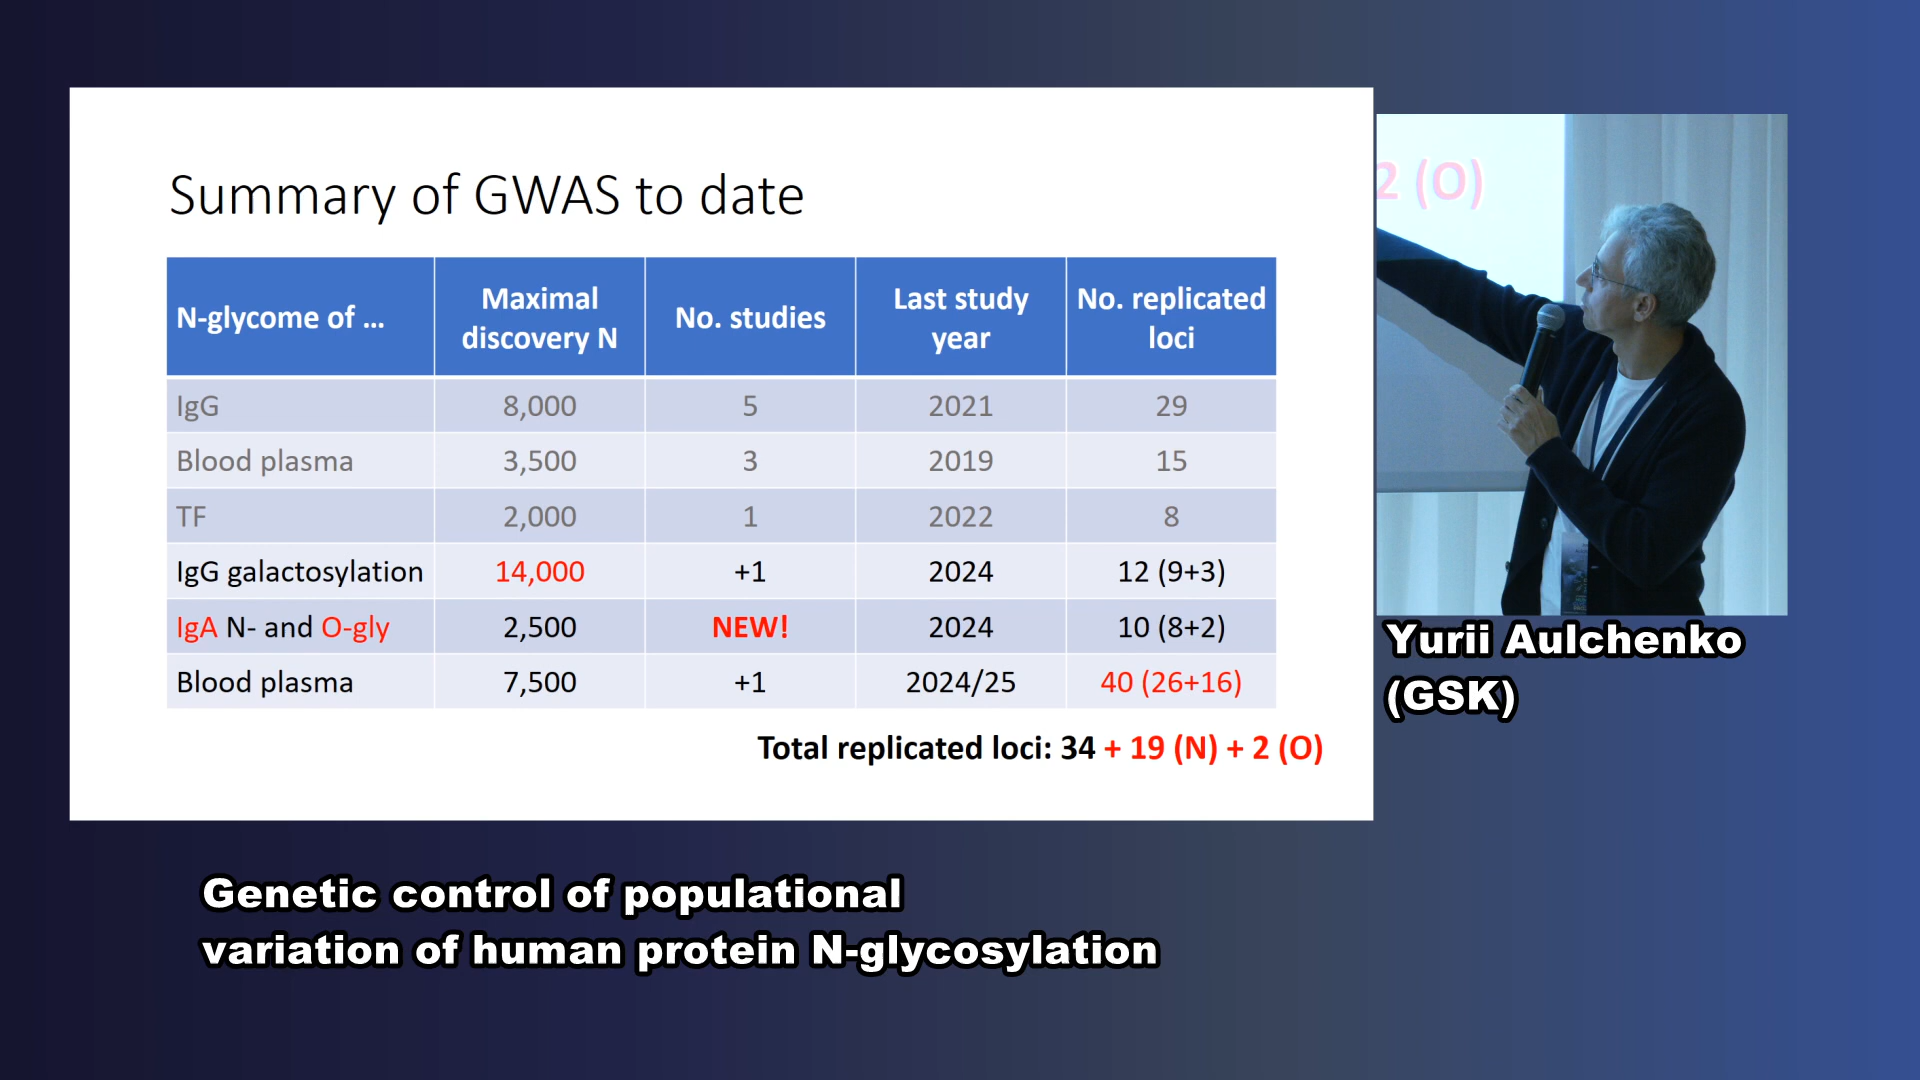 Summary of GWAS to date
N-glycome of ... Maximal discovery N No. studies Last study year No. replicated loci
IgG 8,000 5 2021 29
Blood plasma 3,500 3 2019 15
TF 2,000 1 2022 8
IgG galactosylation 14,000 +1 2024 12 (9+3)
IgA N- and O-gly 2,500 NEW! 2024 10 (8+2)
Blood plasma 7,500 +1 2024/25 40 (26+16)
Total replicated loci: 34 + 19 (N) + 2 (O)
2 (O)
Yurii Aulchenko
(GSK)
Genetic control of populational
variation of human protein N-glycosylation